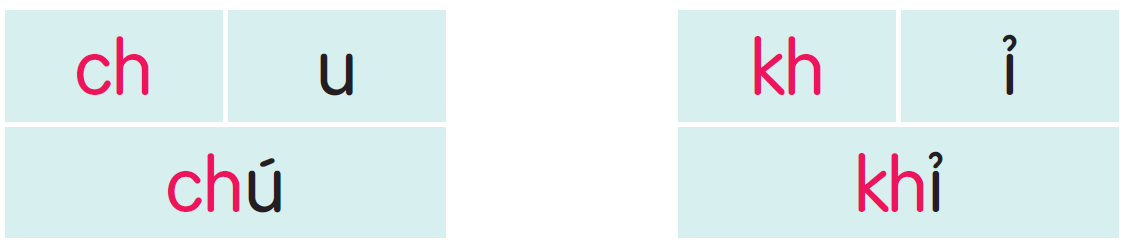 ch u
chú
kh ỉ
khỉ